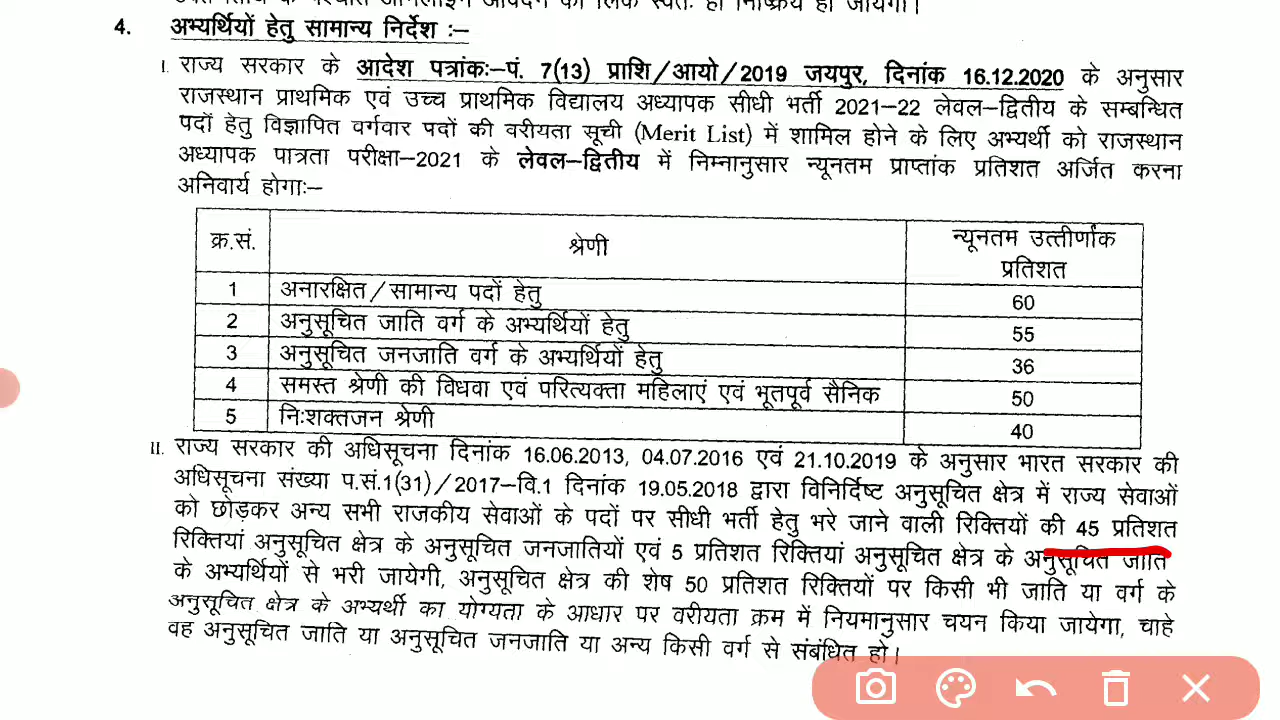 4. अभ्यर्थियों हेतु सामान्य निर्देश :–
I. राज्य सरकार के आदेश पत्रांकः-पं. 7(13) प्राशि/आयो/2019 जयपुर, दिनांक 16.12.2020 के अनुसार
राजस्थान प्राथमिक एवं उच्च प्राथमिक विद्यालय अध्यापक सीधी भर्ती 2021–22 लेवल–द्वितीय के सम्बन्धित
पदों हेतु विज्ञापित वर्गवार पदों की वरीयता सूची (Merit List) में शामिल होने के लिए अभ्यर्थी को राजस्थान
अध्यापक पात्रता परीक्षा–2021 के लेवल–द्वितीय में निम्नानुसार न्यूनतम प्राप्तांक प्रतिशत अर्जित करना
अनिवार्य होगाः–
क्र.सं. श्रेणी न्यूनतम उत्तीर्णांक प्रतिशत
1 अनारक्षित/सामान्य पदों हेतु 60
2 अनुसूचित जाति वर्ग के अभ्यर्थियों हेतु 55
3 अनुसूचित जनजाति वर्ग के अभ्यर्थियों हेतु 36
4 समस्त श्रेणी की विधवा एवं परित्यक्ता महिलाएं एवं भूतपूर्व सैनिक 50
5 निःशक्तजन श्रेणी 40
II. राज्य सरकार की अधिसूचना दिनांक 16.06.2013, 04.07.2016 एवं 21.10.2019 के अनुसार भारत सरकार की
अधिसूचना संख्या प.सं.1(31)/2017–वि.1 दिनांक 19.05.2018 द्वारा विनिर्दिष्ट अनुसूचित क्षेत्र में राज्य सेवाओं
को छोड़कर अन्य सभी राजकीय सेवाओं के पदों पर सीधी भर्ती हेतु भरे जाने वाली रिक्तियों की 45 प्रतिशत
रिक्तियां अनुसूचित क्षेत्र के अनुसूचित जनजातियों एवं 5 प्रतिशत रिक्तियां अनुसूचित क्षेत्र के अनुसूचित जाति
के अभ्यर्थियों से भरी जायेगी, अनुसूचित क्षेत्र की शेष 50 प्रतिशत रिक्तियों पर किसी भी जाति या वर्ग के
अनुसूचित क्षेत्र के अभ्यर्थी का योग्यता के आधार पर वरीयता क्रम में नियमानुसार चयन किया जायेगा, चाहे
वह अनुसूचित जाति या अनुसूचित जनजाति या अन्य किसी वर्ग से संबंधित हो।